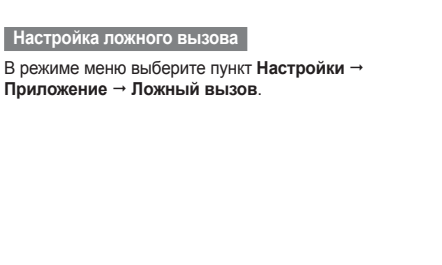 Настройка ложного вызова
В режиме меню выберите пункт Настройки →
Приложение → Ложный вызов.